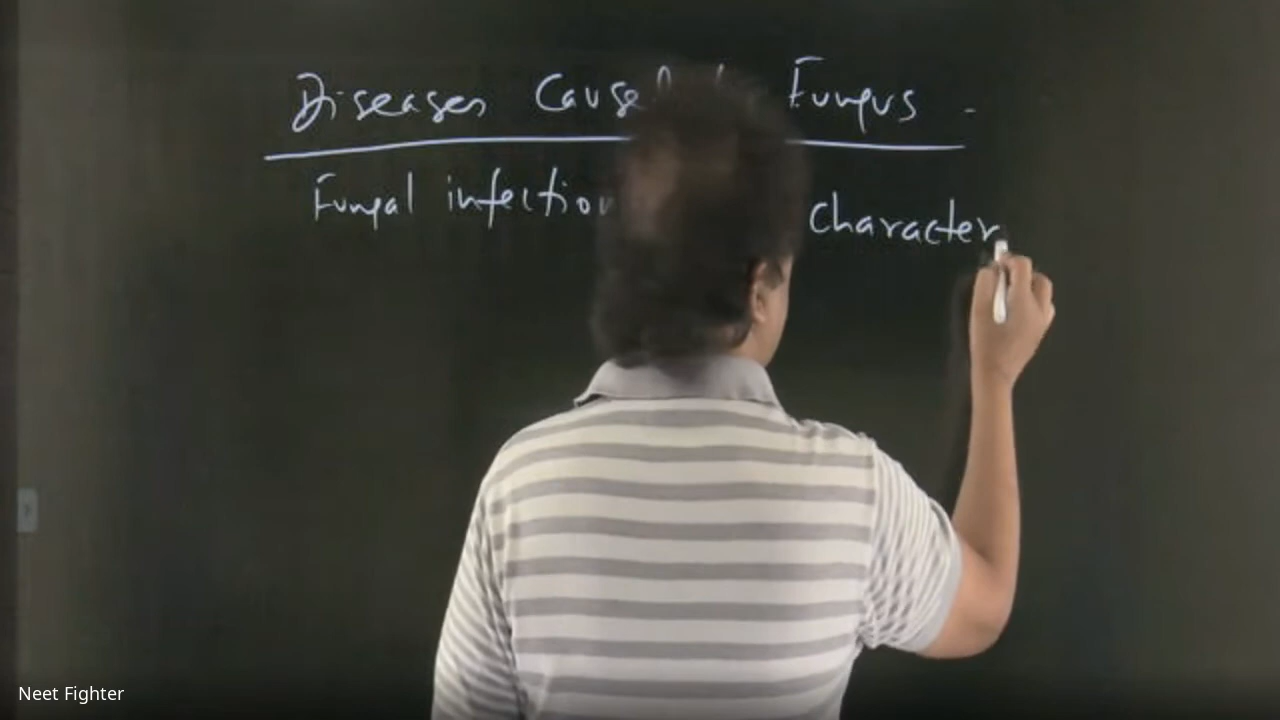 Diseases Cause Fungus -
Fungal infection character
Neet Fighter